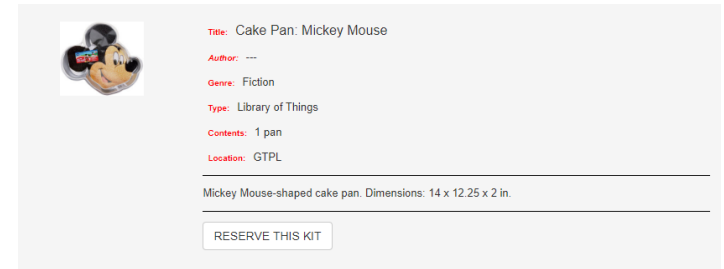 Title: Cake Pan: Mickey Mouse
Author: ---
Genre: Fiction
Type: Library of Things
Contents: 1 pan
Location: GTPL
Mickey Mouse-shaped cake pan. Dimensions: 14 x 12.25 x 2 in.
RESERVE THIS KIT